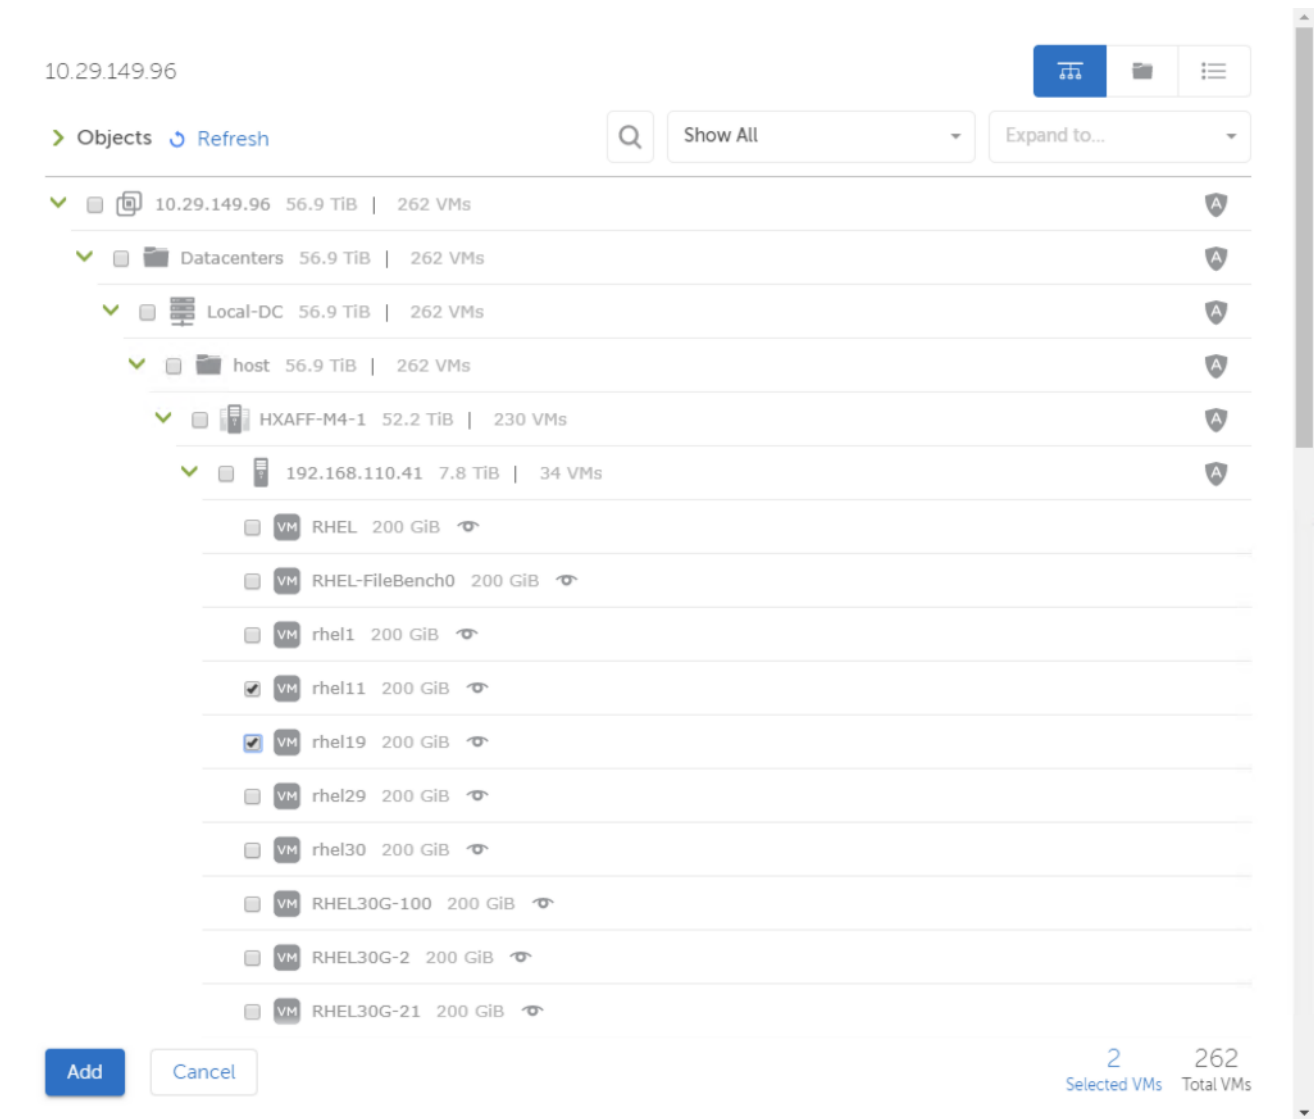 10.29.149.96
Objects Refresh Show All Expand to...
10.29.149.96 56.9 TiB | 262 VMs A
Datacenters 56.9 TiB | 262 VMs A
Local-DC 56.9 TiB | 262 VMs A
host 56.9 TiB | 262 VMs A
HXAFF-M4-1 52.2 TiB | 230 VMs A
192.168.110.41 7.8 TiB | 34 VMs A
VM RHEL 200 GiB
VM RHEL-FileBench0 200 GiB
VM rhel1 200 GiB
VM rhel11 200 GiB
VM rhel19 200 GiB
VM rhel29 200 GiB
VM rhel30 200 GiB
VM RHEL30G-100 200 GiB
VM RHEL30G-2 200 GiB
VM RHEL30G-21 200 GiB
Add Cancel 2 262
Selected VMs Total VMs